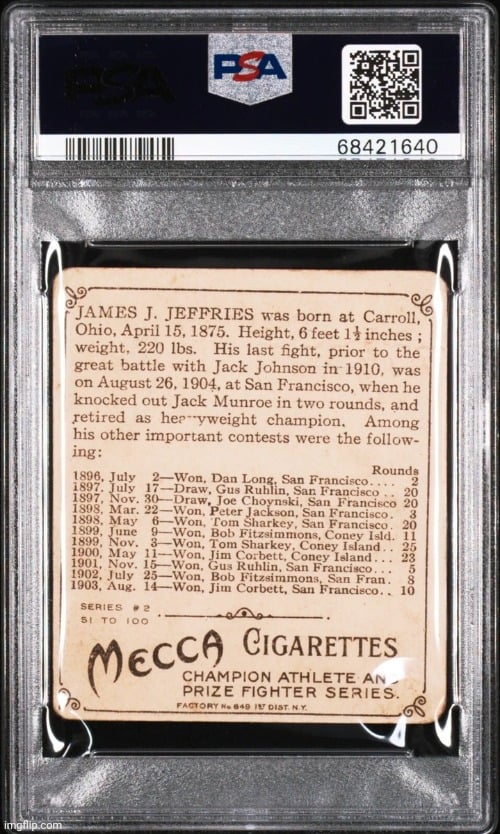 PSA
68421640
JAMES J. JEFFRIES was born at Carroll,
Ohio, April 15, 1875. Height, 6 feet 1½ inches ;
weight, 220 lbs. His last fight, prior to the
great battle with Jack Johnson in 1910, was
on August 26, 1904, at San Francisco, when he
knocked out Jack Munroe in two rounds, and
retired as heavyweight champion. Among
his other important contests were the follow-
ing:
Rounds
1896, July 2—Won, Dan Long, San Francisco.... 2
1897, July 17—Draw, Gus Ruhlin, San Francisco .. 20
1897, Nov. 30—Draw, Joe Choynski, San Francisco 20
1898, Mar. 22—Won, Peter Jackson, San Francisco. 3
1898, May 6—Won, Tom Sharkey, San Francisco. 20
1899, June 9—Won, Bob Fitzsimmons, Coney Isld. 11
1899, Nov. 3—Won, Tom Sharkey, Coney Island.. 25
1900, May 11—Won, Jim Corbett, Coney Island... 23
1901, Nov. 15—Won, Gus Ruhlin, San Francisco... 5
1902, July 25—Won, Bob Fitzsimmons, San Fran. 8
1903, Aug. 14—Won, Jim Corbett, San Francisco.. 10
SERIES #2
51 TO 100
MECCA CIGARETTES
CHAMPION ATHLETE AND
PRIZE FIGHTER SERIES.
FACTORY No 649 1ST DIST. N.Y.
imgflip.com